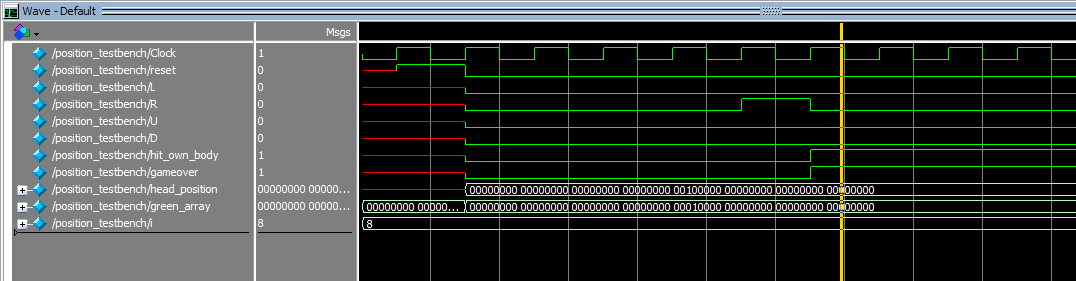 Wave - Default
Msgs
/position_testbench/Clock 1
/position_testbench/reset 0
/position_testbench/L 0
/position_testbench/R 0
/position_testbench/U 0
/position_testbench/D 0
/position_testbench/hit_own_body 1
/position_testbench/gameover 1
/position_testbench/head_position 00000000 00000... 00000000 00000000 00000000 00000000 00100000 00000000 00000000 00000000
/position_testbench/green_array 00000000 00000... 00000000 00000... 00000000 00000000 00000000 00000000 00010000 00000000 00000000 00000000
/position_testbench/i 8 8